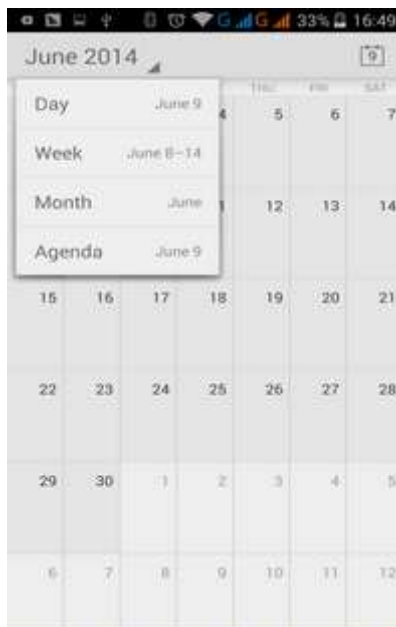 G G 33% 16:49
June 2014 9
THU FRI SAT
Day June 9
4 5 6 7
Week June 8–14
Month June
11 12 13 14
Agenda June 9
15 16 17 18 19 20 21
22 23 24 25 26 27 28
29 30 1 2 3 4 5
6 7 8 9 10 11 12